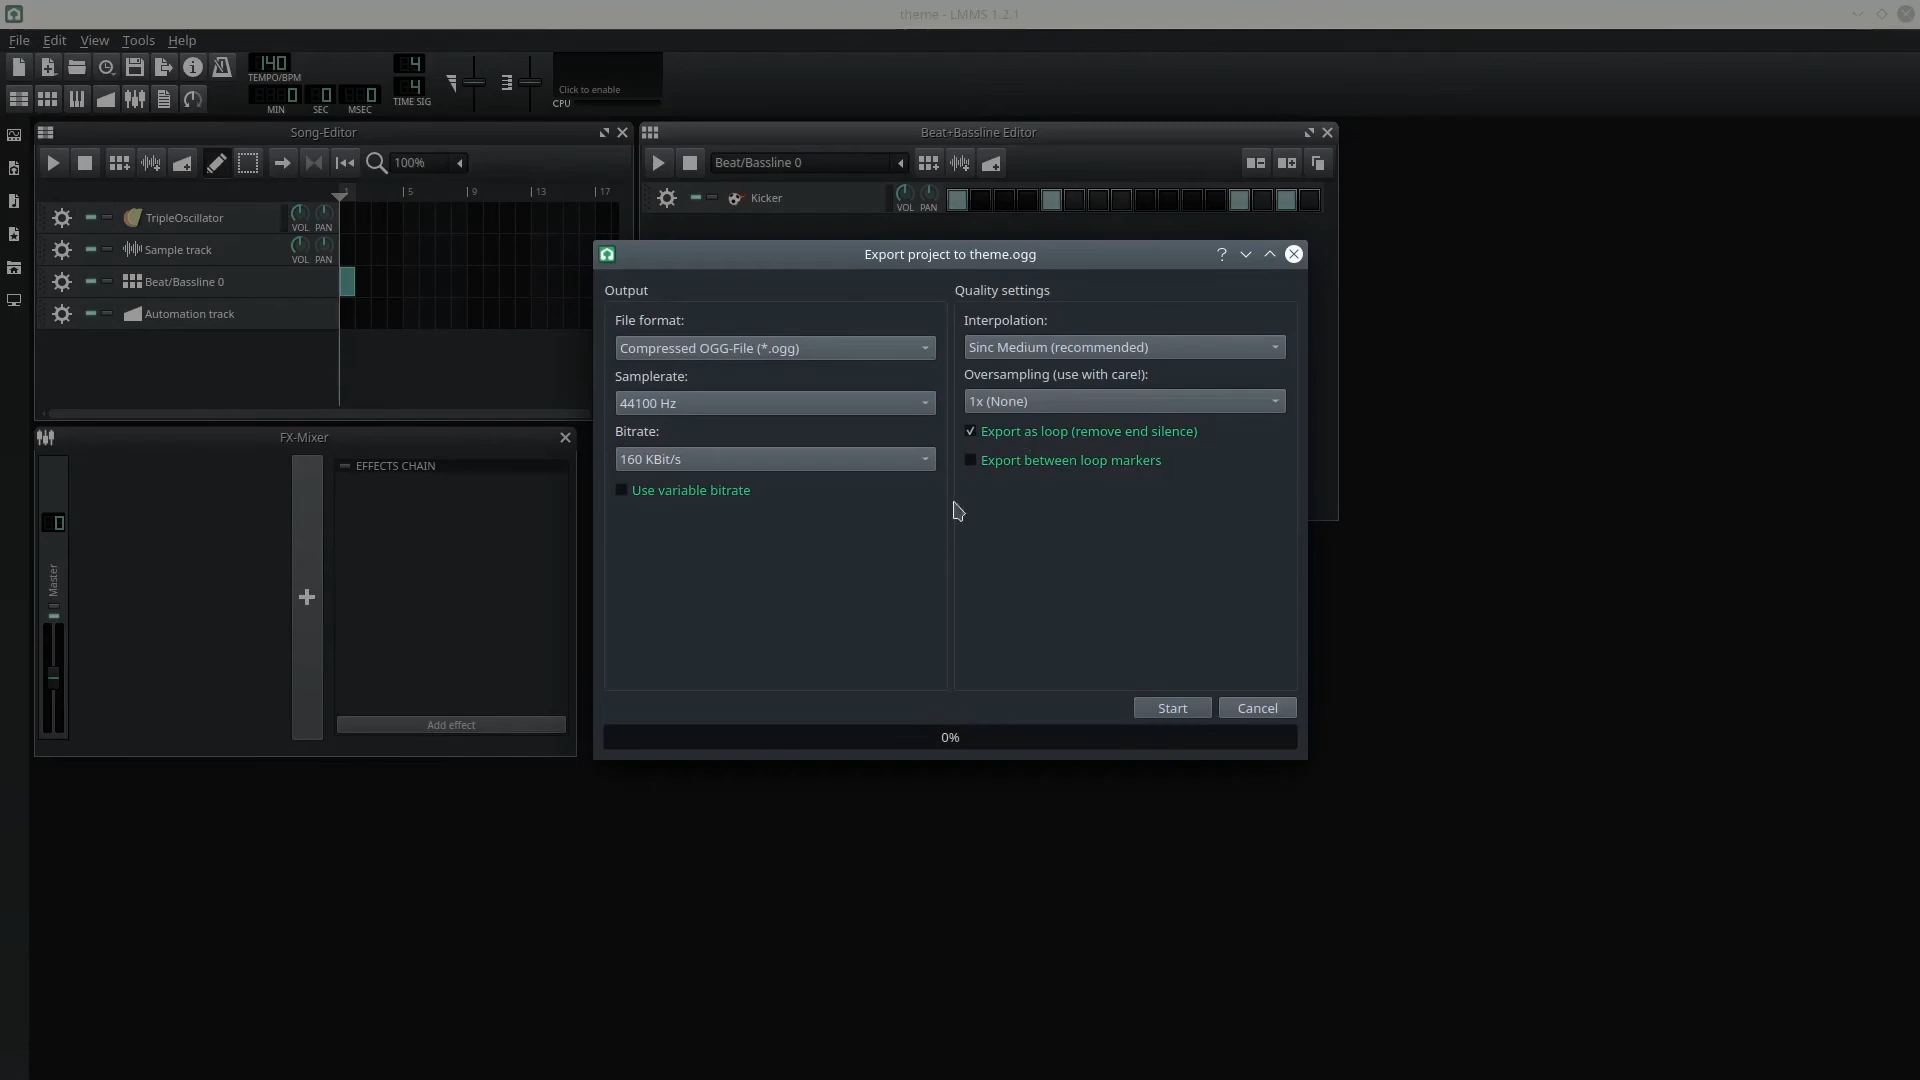 theme - LMMS 1.2.1
File Edit View Tools Help
140
TEMPO/BPM
0 0 0
MIN SEC MSEC
4
4
TIME SIG
Click to enable
CPU
Song-Editor
100%
1 5 9 13 17
TripleOscillator
VOL PAN
Sample track
VOL PAN
Beat/Bassline 0
Automation track
Beat+Bassline Editor
Beat/Bassline 0
Kicker
VOL PAN
FX-Mixer
0
Master
EFFECTS CHAIN
Add effect
Export project to theme.ogg
Output
File format:
Compressed OGG-File (*.ogg)
Samplerate:
44100 Hz
Bitrate:
160 KBit/s
Use variable bitrate
Quality settings
Interpolation:
Sinc Medium (recommended)
Oversampling (use with care!):
1x (None)
Export as loop (remove end silence)
Export between loop markers
Start Cancel
0%